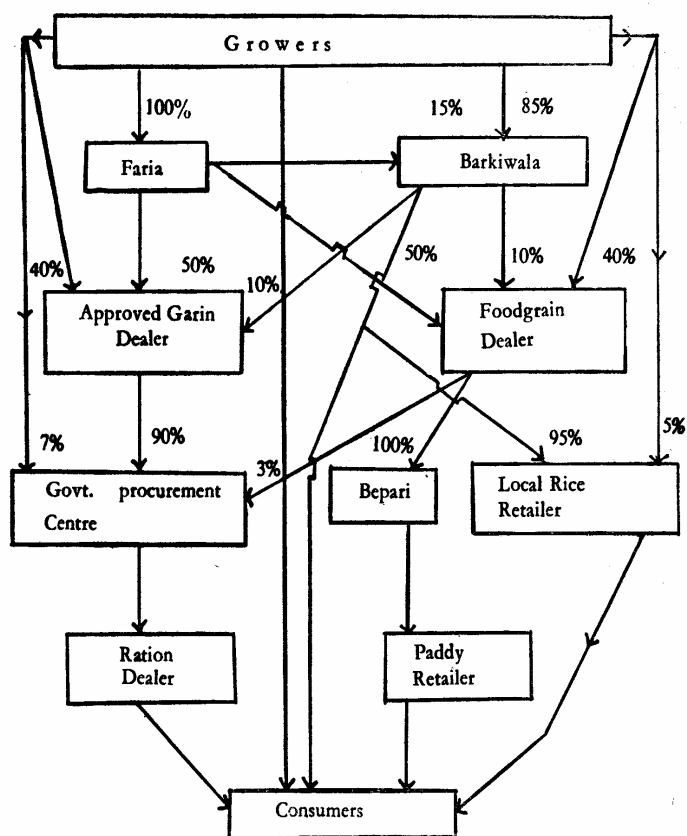 Growers
100%
15% 85%
Faria
Barkiwala
40%
50%
10%
50%
10%
40%
Approved Garin
Dealer
Foodgrain
Dealer
7%
90%
3%
100%
95%
5%
Govt. procurement
Centre
Bepari
Local Rice
Retailer
Ration
Dealer
Paddy
Retailer
Consumers